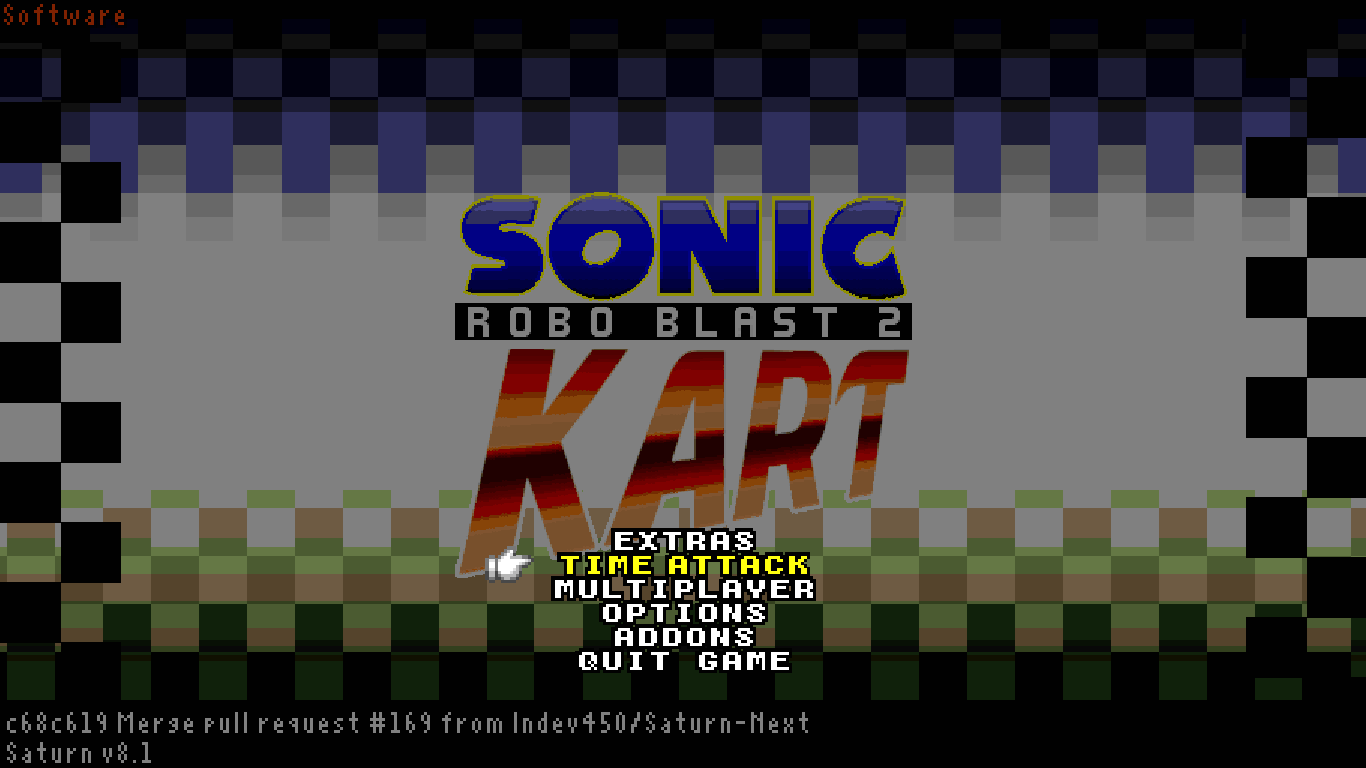 Software
SONIC
ROBO BLAST 2
KART
EXTRAS
TIME ATTACK
MULTIPLAYER
OPTIONS
ADDONS
QUIT GAME
c68c619 Merge pull request #169 from Indev450/Saturn-Next
Saturn v8.1